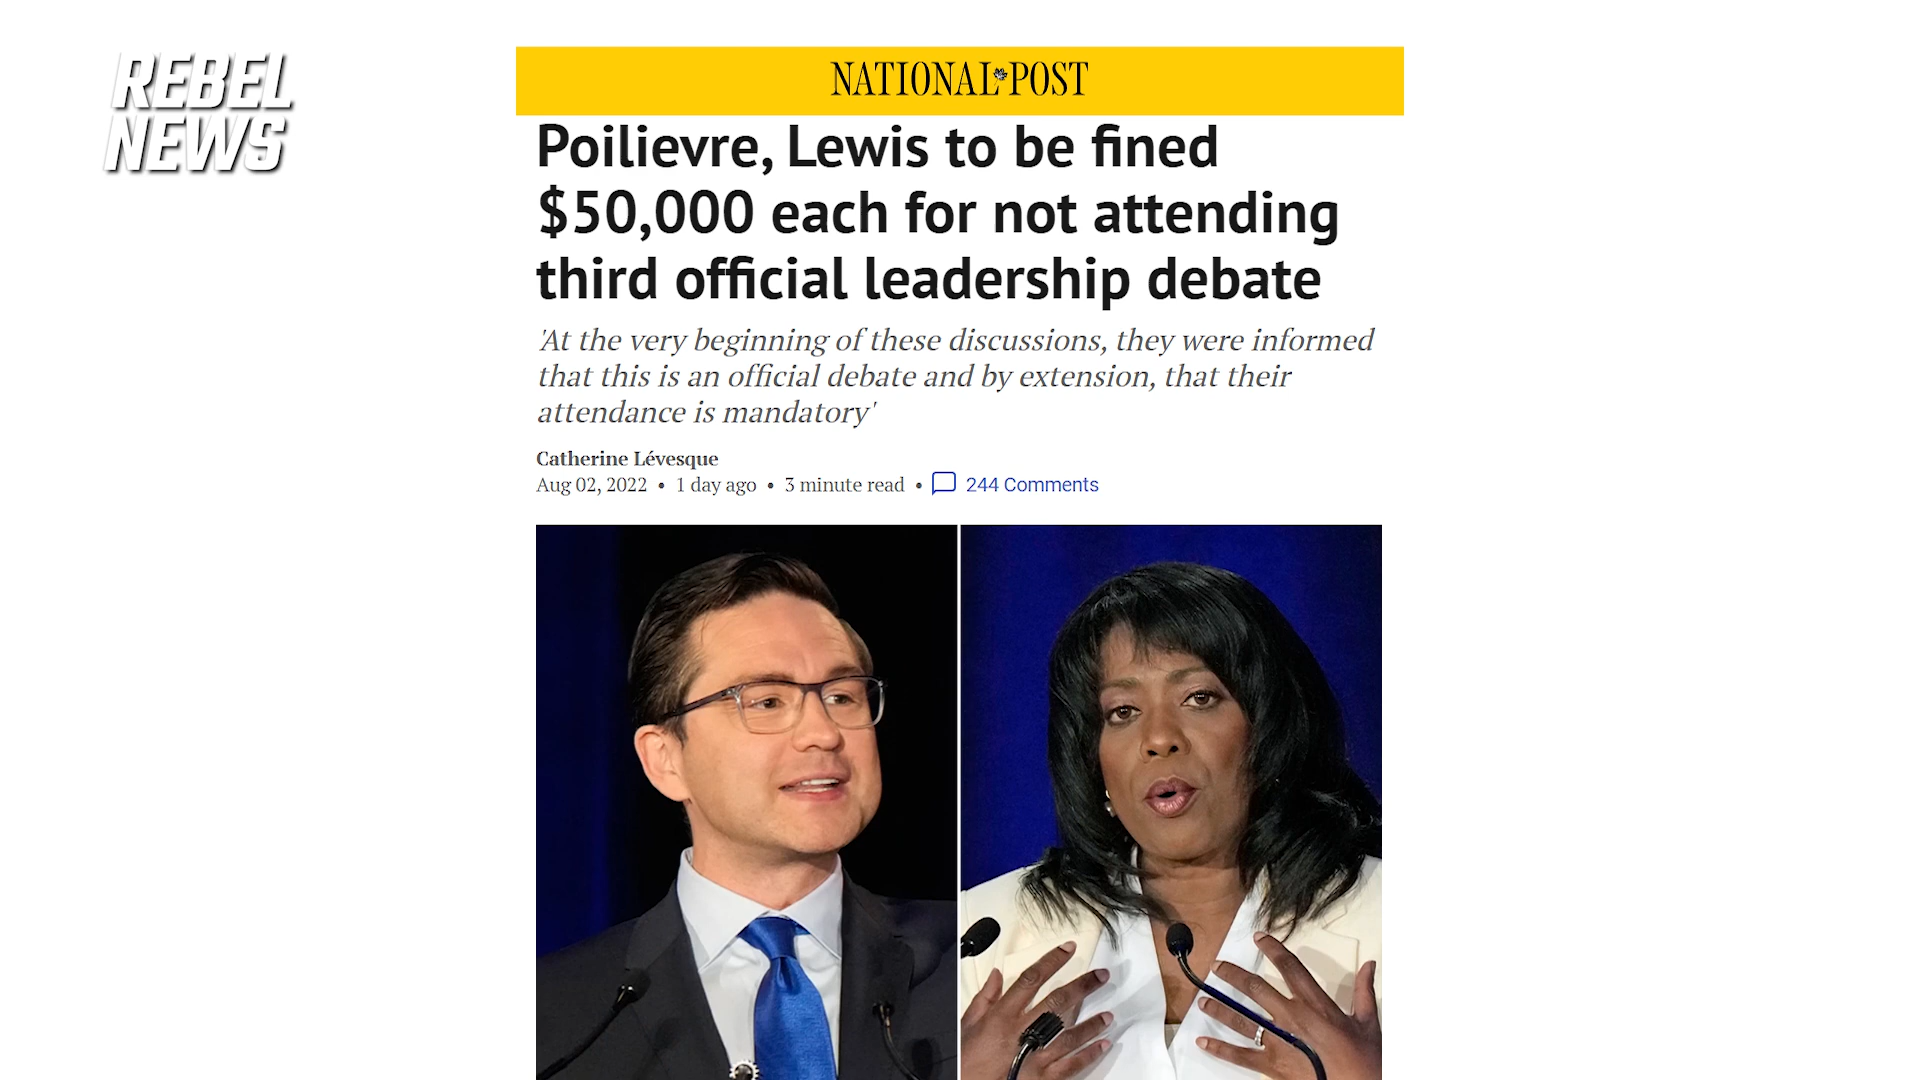 REBEL
NEWS
NATIONAL POST
Poilievre, Lewis to be fined
$50,000 each for not attending
third official leadership debate
'At the very beginning of these discussions, they were informed
that this is an official debate and by extension, that their
attendance is mandatory'
Catherine Lévesque
Aug 02, 2022 • 1 day ago • 3 minute read • 244 Comments